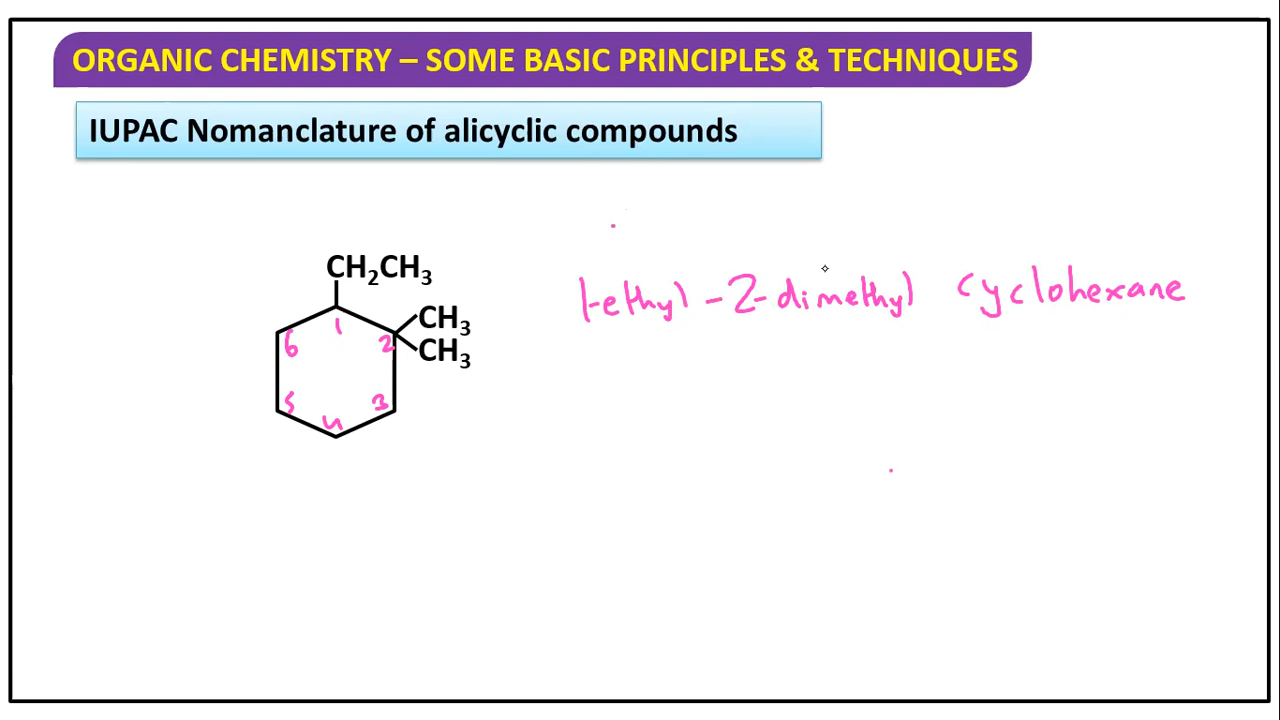 ORGANIC CHEMISTRY – SOME BASIC PRINCIPLES & TECHNIQUES
IUPAC Nomanclature of alicyclic compounds
CH2CH3
1-ethyl-2-dimethyl cyclohexane
CH3
1
6
2
CH3
5
3
4